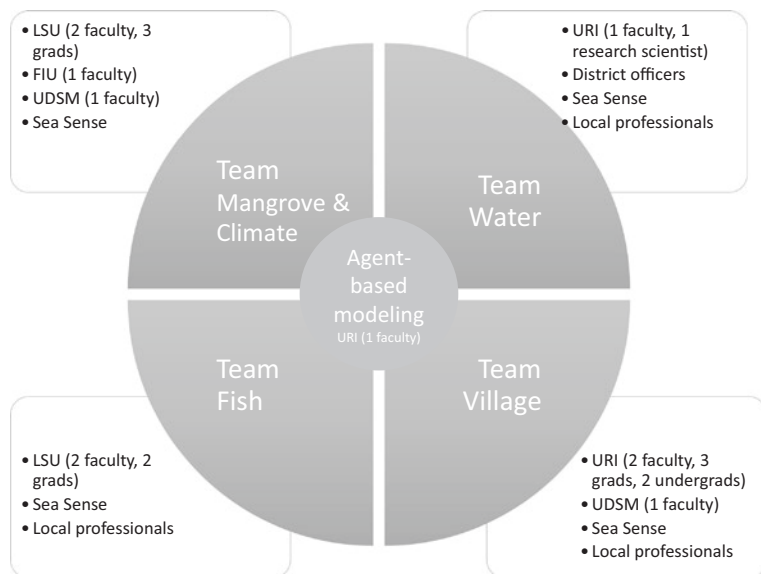 • LSU (2 faculty, 3
grads)
• FIU (1 faculty)
• UDSM (1 faculty)
• Sea Sense
• URI (1 faculty, 1
research scientist)
• District officers
• Sea Sense
• Local professionals
Team
Mangrove &
Climate
Team
Water
Agent-
based
modeling
URI (1 faculty)
Team
Fish
Team
Village
• LSU (2 faculty, 2
grads)
• Sea Sense
• Local professionals
• URI (2 faculty, 3
grads, 2 undergrads)
• UDSM (1 faculty)
• Sea Sense
• Local professionals